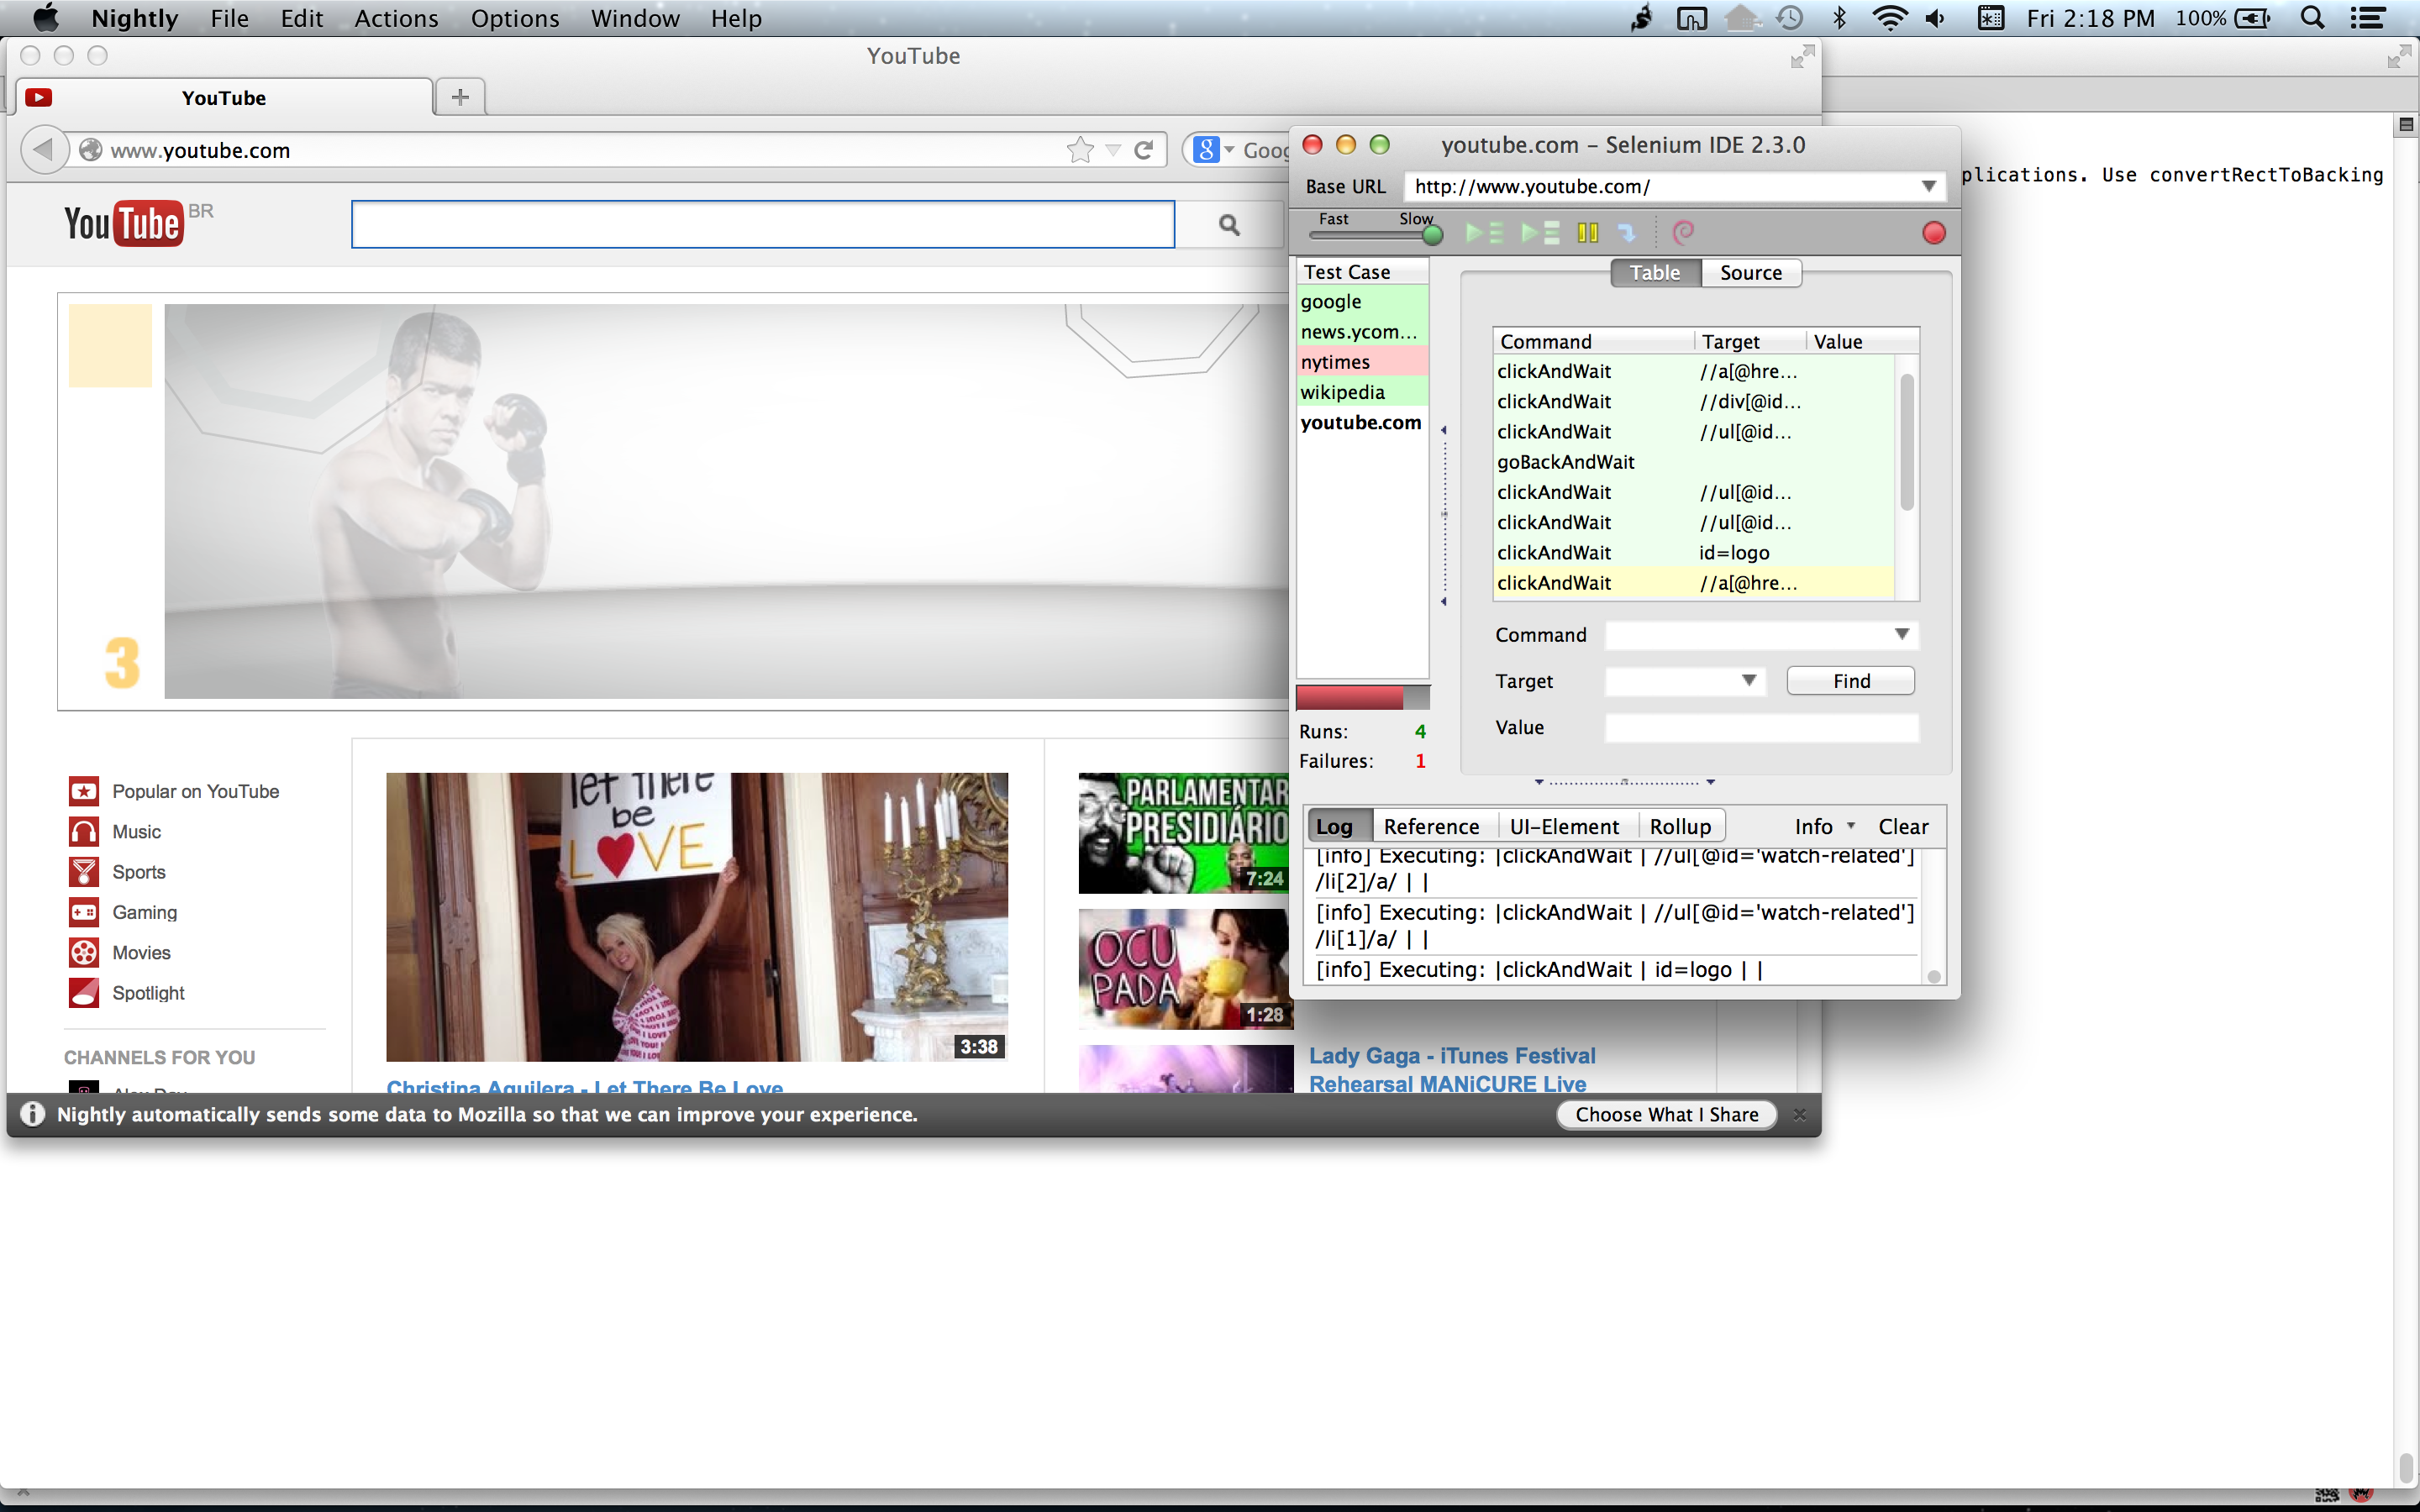 Nightly File Edit Actions Options Window Help Fri 2:18 PM 100%
YouTube
YouTube
www.youtube.com
You Tube BR
3
Popular on YouTube
Music
Sports
Gaming
Movies
Spotlight
CHANNELS FOR YOU
let there
be
LOVE
3:38
Christina Aguilera - Let There Be Love
PARLAMENTAR
PRESIDIÁRIO
7:24
OCU
PADA
1:28
Lady Gaga - iTunes Festival
Rehearsal MANiCURE Live
Nightly automatically sends some data to Mozilla so that we can improve your experience.
Choose What I Share
youtube.com – Selenium IDE 2.3.0
Base URL http://www.youtube.com/
Fast Slow
Test Case
google
news.ycom...
nytimes
wikipedia
youtube.com
Runs: 4
Failures: 1
Table Source
Command Target Value
clickAndWait //a[@hre...
clickAndWait //div[@id...
clickAndWait //ul[@id...
goBackAndWait
clickAndWait //ul[@id...
clickAndWait //ul[@id...
clickAndWait id=logo
clickAndWait //a[@hre...
Command
Target Find
Value
Log Reference UI-Element Rollup Info Clear
[info] Executing: |clickAndWait | //ul[@id='watch-related']
/li[2]/a/ | |
[info] Executing: |clickAndWait | //ul[@id='watch-related']
/li[1]/a/ | |
[info] Executing: |clickAndWait | id=logo | |
plications. Use convertRectToBacking